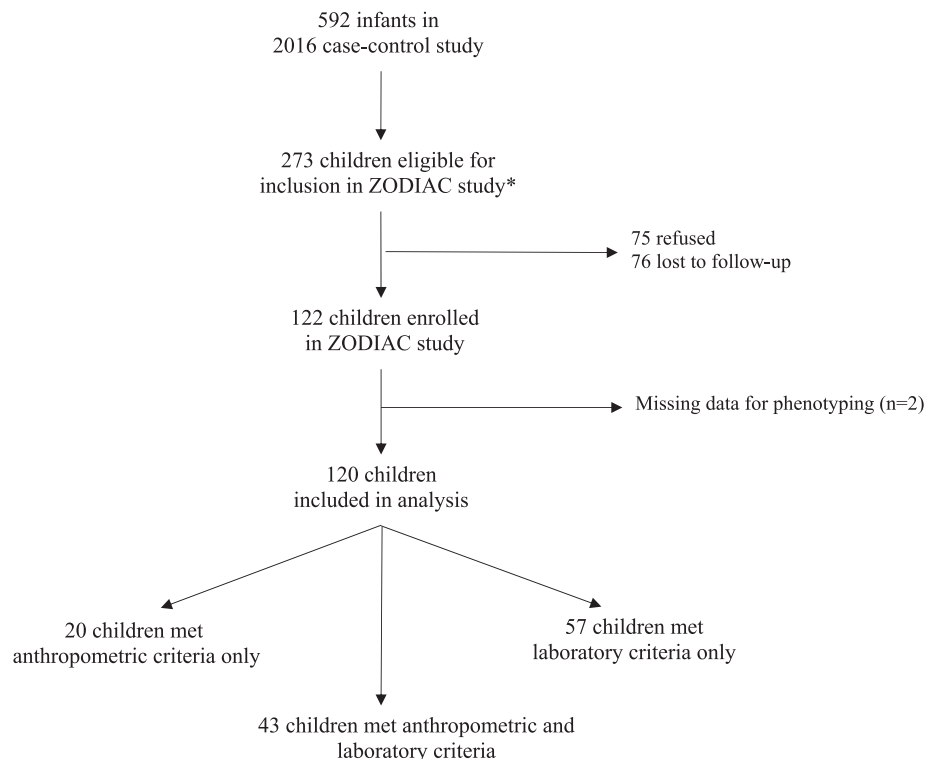 592 infants in
2016 case-control study
273 children eligible for
inclusion in ZODIAC study*
75 refused
76 lost to follow-up
122 children enrolled
in ZODIAC study
Missing data for phenotyping (n=2)
120 children
included in analysis
20 children met
anthropometric criteria only
57 children met
laboratory criteria only
43 children met anthropometric and
laboratory criteria